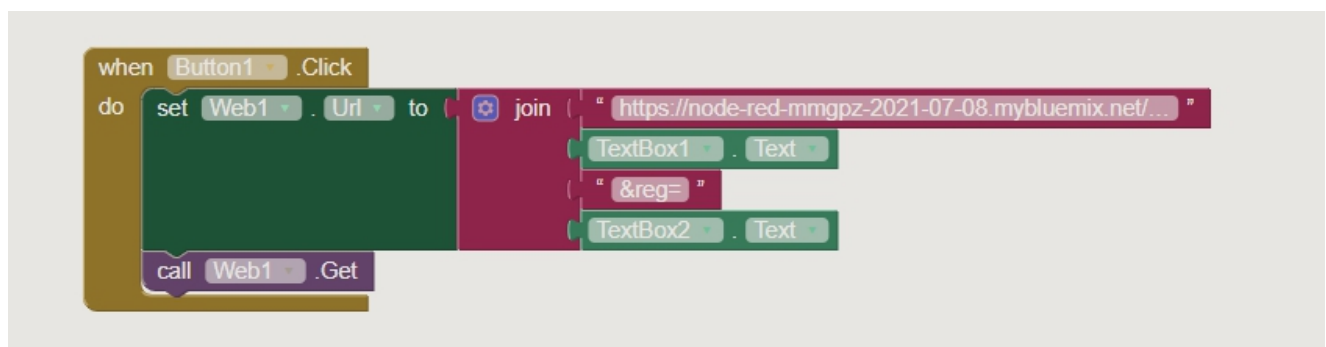 when Button1 .Click
do set Web1 . Url to join " https://node-red-mmgpz-2021-07-08.mybluemix.net/... "
TextBox1 . Text
" &reg= "
TextBox2 . Text
call Web1 .Get